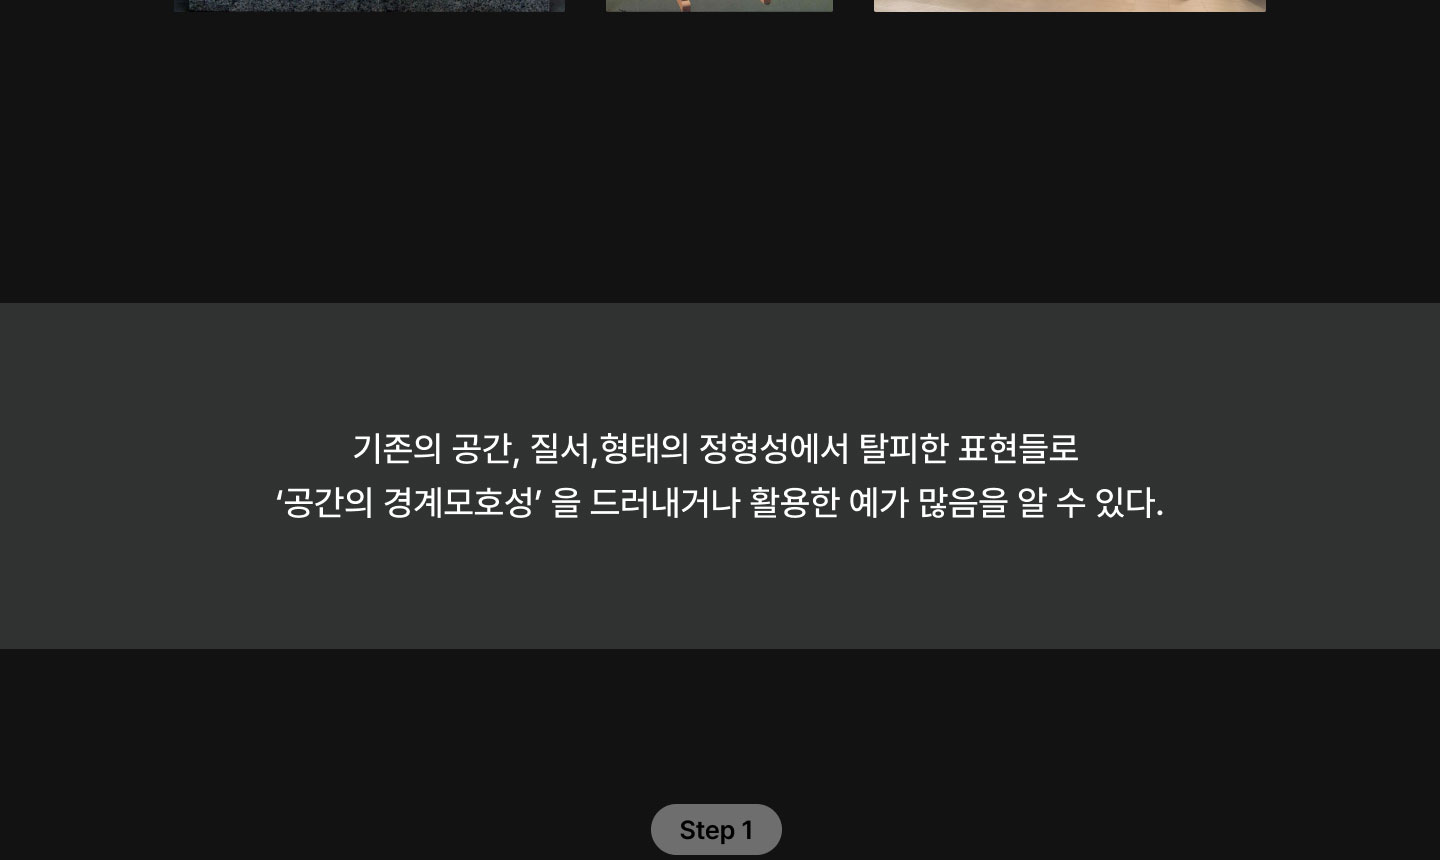 기존의 공간, 질서,형태의 정형성에서 탈피한 표현들로
‘공간의 경계모호성’ 을 드러내거나 활용한 예가 많음을 알 수 있다.
Step 1